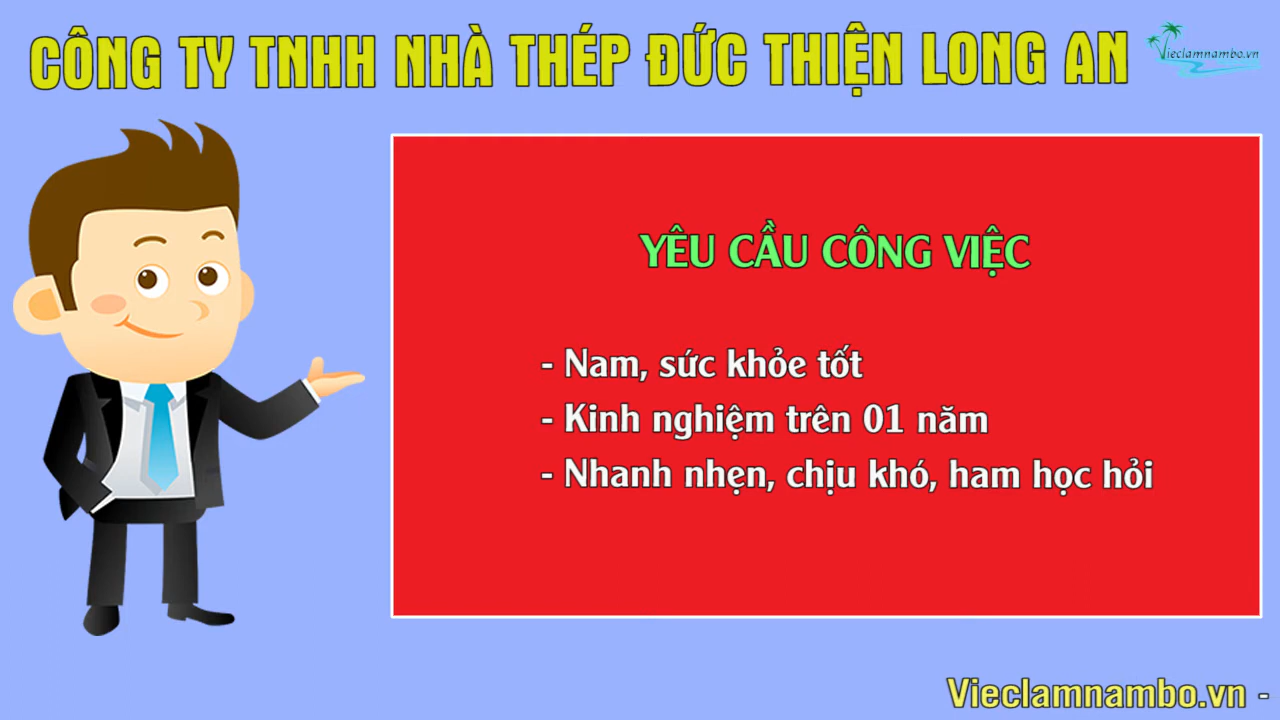 CÔNG TY TNHH NHÀ THÉP ĐỨC THIỆN LONG AN
Vieclamnambo.vn
YÊU CẦU CÔNG VIỆC
- Nam, sức khỏe tốt
- Kinh nghiệm trên 01 năm
- Nhanh nhẹn, chịu khó, ham học hỏi
Vieclamnambo.vn -